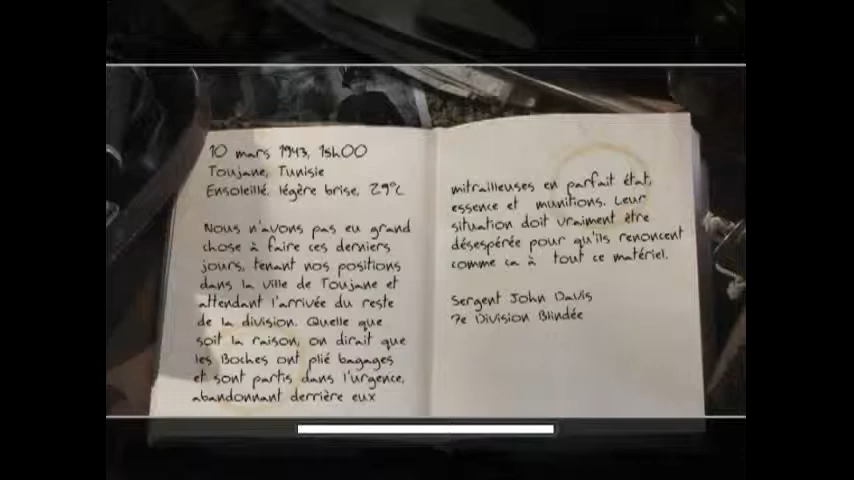 10 mars 1943, 15h00
Toujane, Tunisie
Ensoleillé, légère brise, 29°C
Nous n'avons pas eu grand
chose à faire ces derniers
jours, tenant nos positions
dans la ville de Toujane et
attendant l'arrivée du reste
de la division. Quelle que
soit la raison, on dirait que
les Boches ont plié bagages
et sont partis dans l'urgence,
abandonnant derrière eux
mitrailleuses en parfait état,
essence et munitions. Leur
situation doit vraiment être
désespérée pour qu'ils renoncent
comme ça à tout ce matériel.
Sergent John Davis
7e Division Blindée